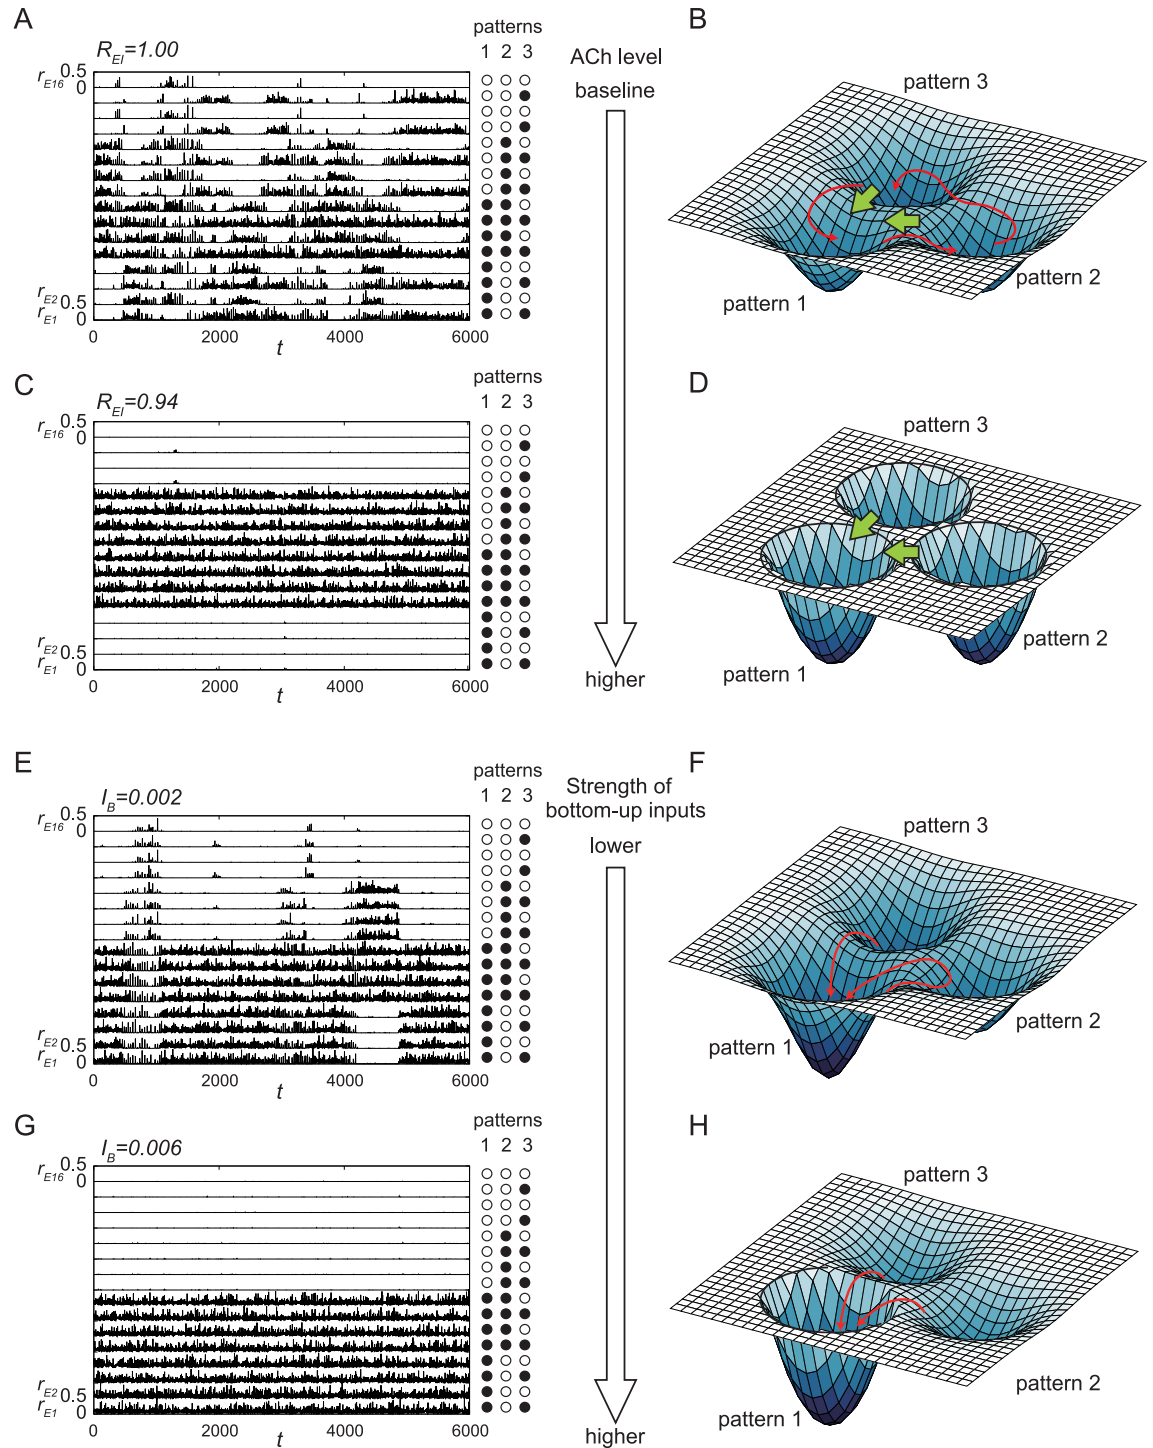 A
R_EI=1.00
patterns
1 2 3
r_E16 0.5
0
r_E2 0.5
r_E1 0
0 2000 4000 6000
t
ACh level
baseline
higher
B
pattern 3
pattern 1
pattern 2
C
R_EI=0.94
patterns
1 2 3
r_E16 0.5
0
r_E2 0.5
r_E1 0
0 2000 4000 6000
t
D
pattern 3
pattern 2
pattern 1
E
I_B=0.002
patterns
1 2 3
r_E16 0.5
0
r_E2 0.5
r_E1 0
0 2000 4000 6000
t
Strength of
bottom-up inputs
lower
higher
F
pattern 3
pattern 2
pattern 1
G
I_B=0.006
patterns
1 2 3
r_E16 0.5
0
r_E2 0.5
r_E1 0
0 2000 4000 6000
t
H
pattern 3
pattern 2
pattern 1